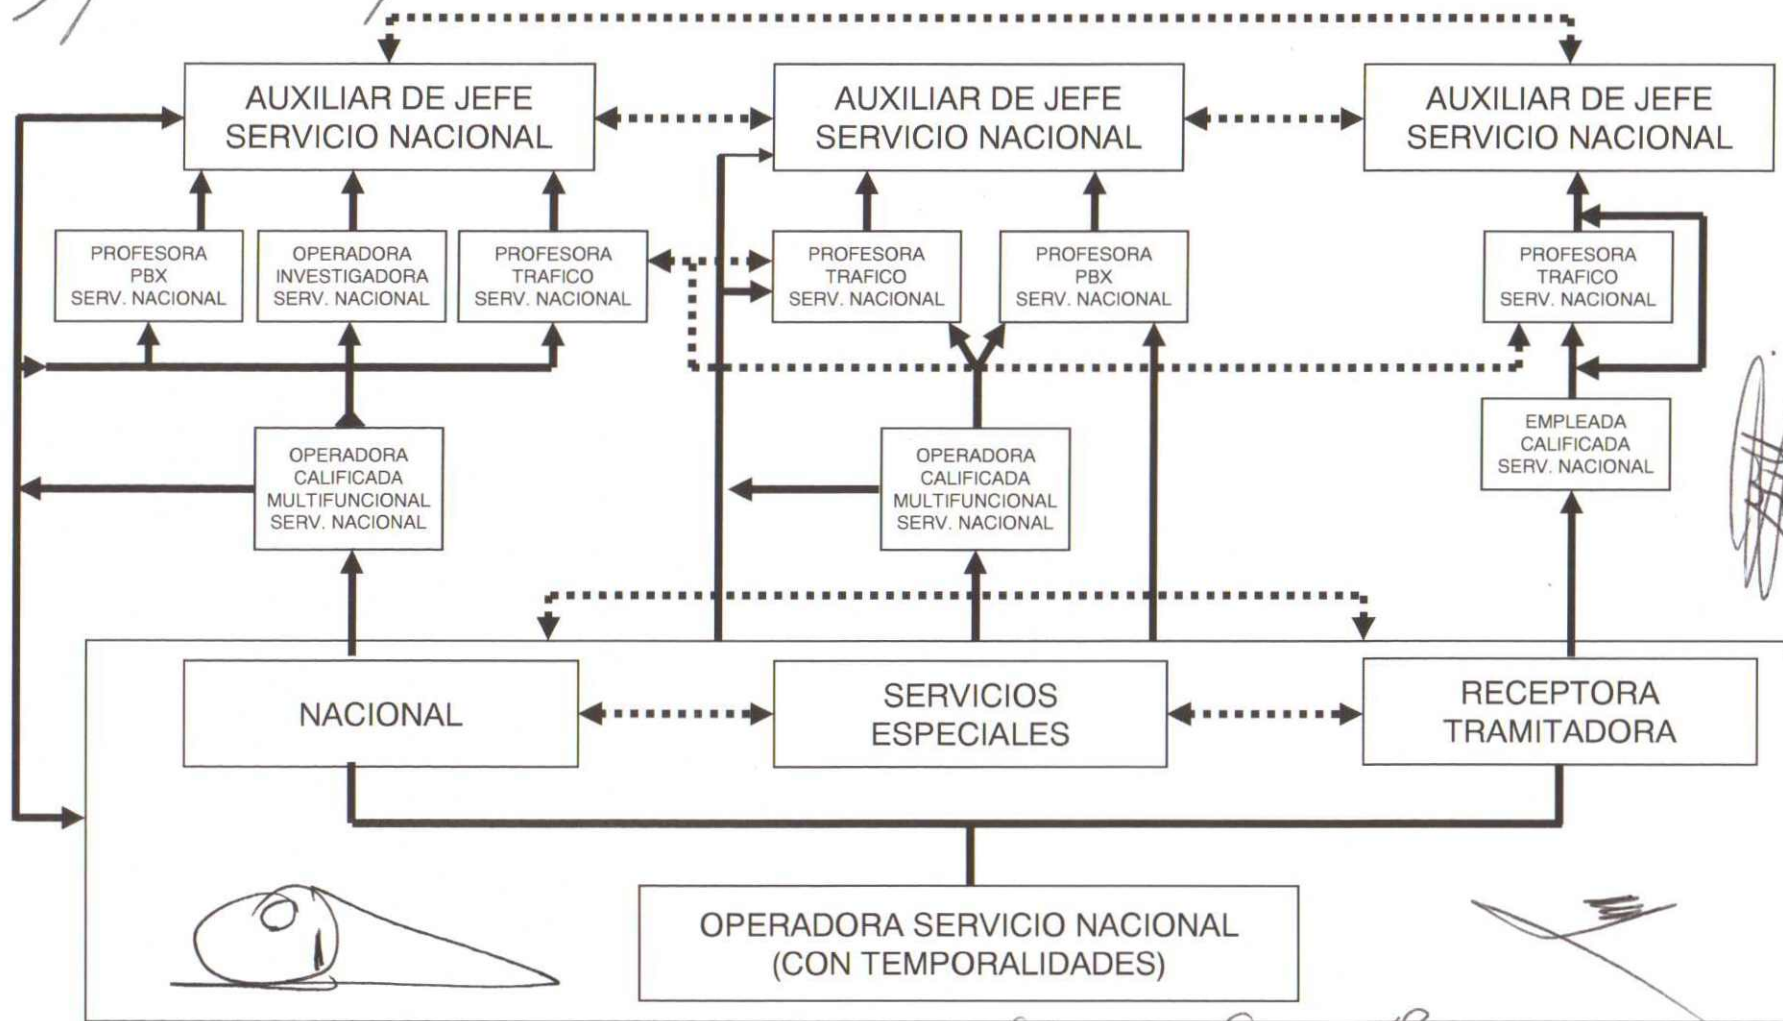 AUXILIAR DE JEFE
SERVICIO NACIONAL
AUXILIAR DE JEFE
SERVICIO NACIONAL
AUXILIAR DE JEFE
SERVICIO NACIONAL
PROFESORA
PBX
SERV. NACIONAL
OPERADORA
INVESTIGADORA
SERV. NACIONAL
PROFESORA
TRAFICO
SERV. NACIONAL
PROFESORA
TRAFICO
SERV. NACIONAL
PROFESORA
PBX
SERV. NACIONAL
PROFESORA
TRAFICO
SERV. NACIONAL
OPERADORA
CALIFICADA
MULTIFUNCIONAL
SERV. NACIONAL
OPERADORA
CALIFICADA
MULTIFUNCIONAL
SERV. NACIONAL
EMPLEADA
CALIFICADA
SERV. NACIONAL
NACIONAL
SERVICIOS
ESPECIALES
RECEPTORA
TRAMITADORA
OPERADORA SERVICIO NACIONAL
(CON TEMPORALIDADES)